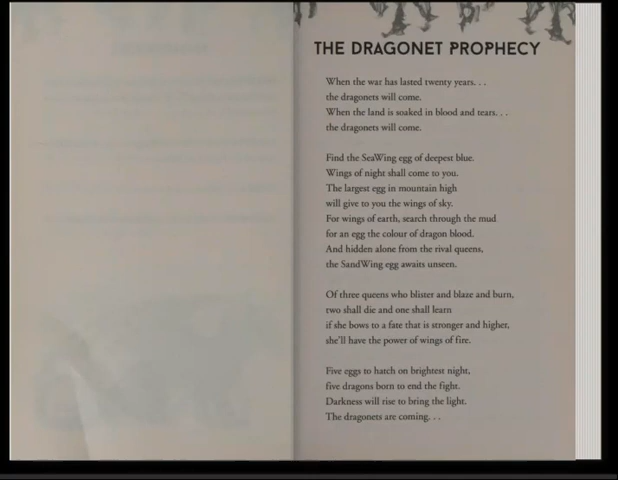 THE DRAGONET PROPHECY
When the war has lasted twenty years. . .
the dragonets will come.
When the land is soaked in blood and tears. . .
the dragonets will come.
Find the SeaWing egg of deepest blue.
Wings of night shall come to you.
The largest egg in mountain high
will give to you the wings of sky.
For wings of earth, search through the mud
for an egg the colour of dragon blood.
And hidden alone from the rival queens,
the SandWing egg awaits unseen.
Of three queens who blister and blaze and burn,
two shall die and one shall learn
if she bows to a fate that is stronger and higher,
she'll have the power of wings of fire.
Five eggs to hatch on brightest night,
five dragons born to end the fight.
Darkness will rise to bring the light.
The dragonets are coming. . .